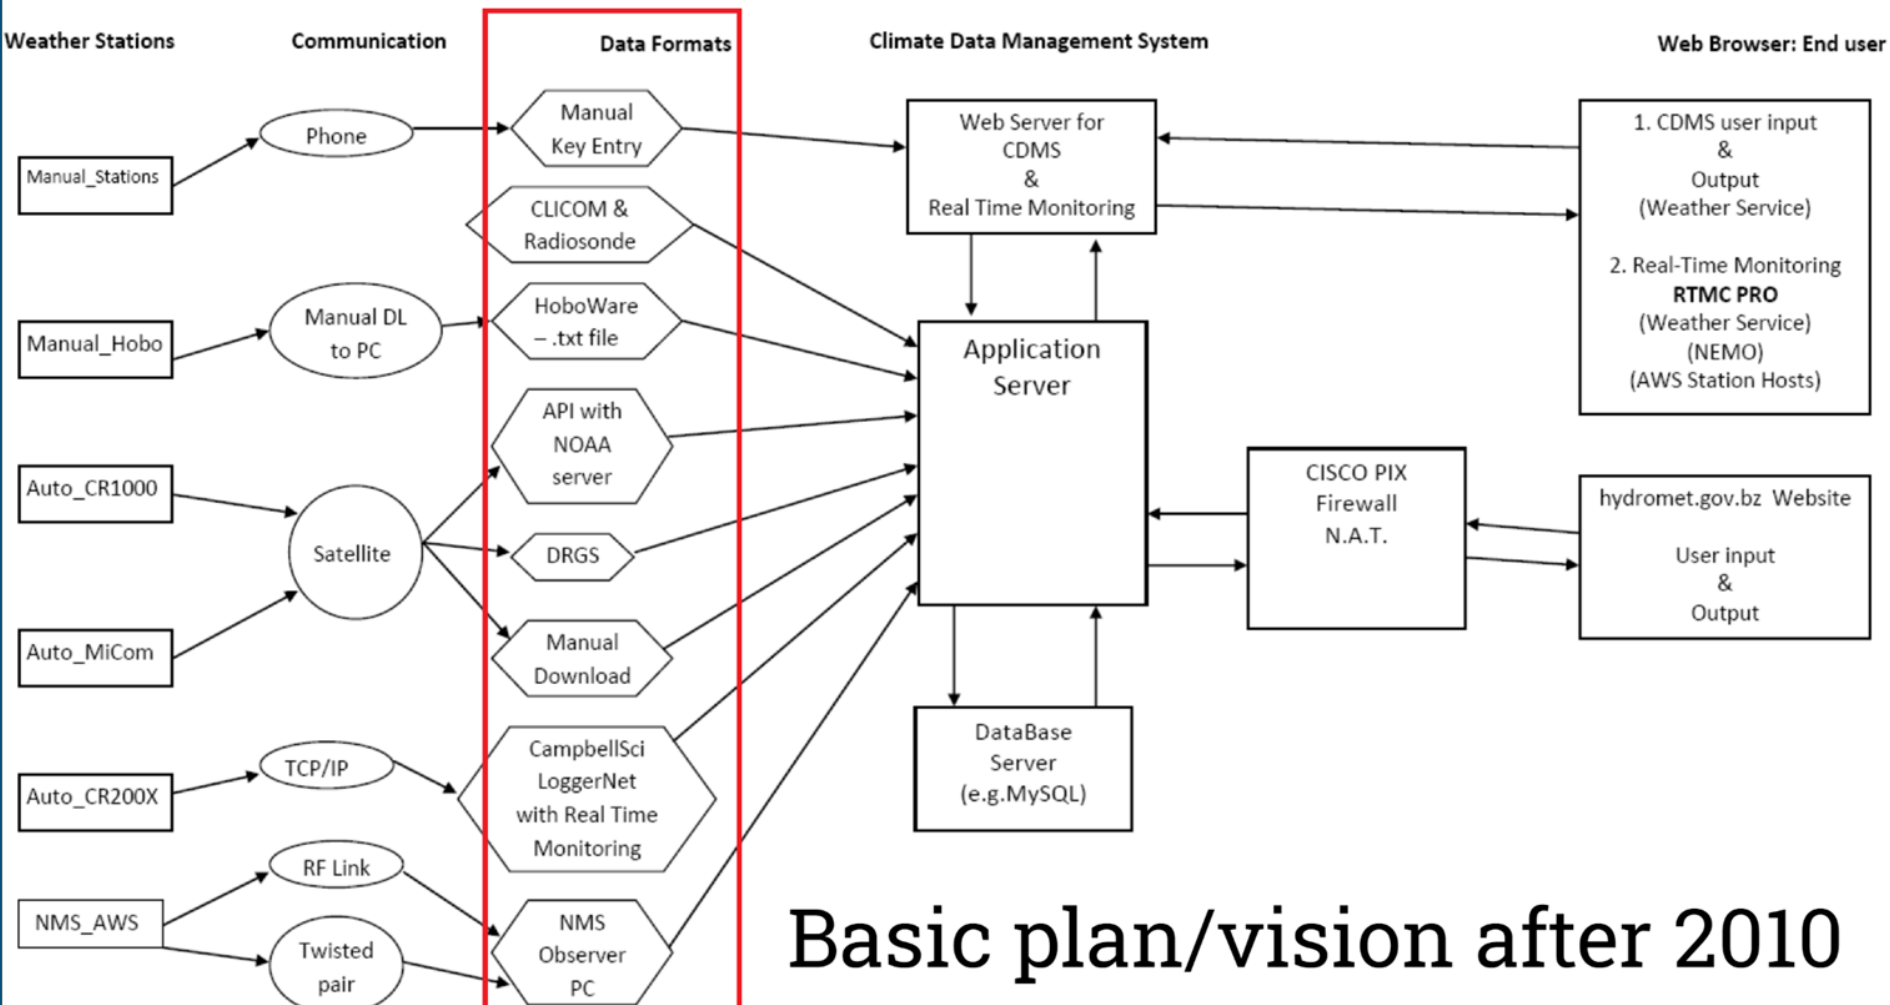 Weather Stations
Communication
Data Formats
Climate Data Management System
Web Browser: End user
Manual_Stations
Manual_Hobo
Auto_CR1000
Auto_MiCom
Auto_CR200X
NMS_AWS
Phone
Manual DL
to PC
Satellite
TCP/IP
RF Link
Twisted
pair
Manual
Key Entry
CLICOM &
Radiosonde
HoboWare
– .txt file
API with
NOAA
server
DRGS
Manual
Download
CampbellSci
LoggerNet
with Real Time
Monitoring
NMS
Observer
PC
Web Server for
CDMS
&
Real Time Monitoring
Application
Server
DataBase
Server
(e.g.MySQL)
CISCO PIX
Firewall
N.A.T.
1. CDMS user input
&
Output
(Weather Service)
2. Real-Time Monitoring
RTMC PRO
(Weather Service)
(NEMO)
(AWS Station Hosts)
hydromet.gov.bz Website
User input
&
Output
Basic plan/vision after 2010